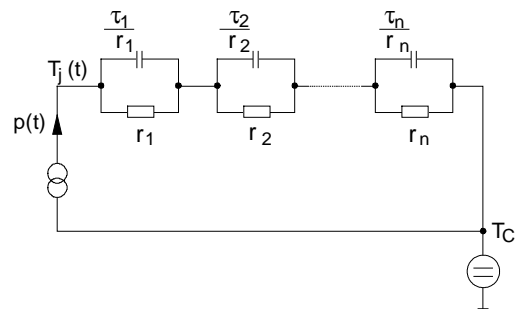 τ1/r1 τ2/r2 τn/rn
Tj(t)
r1 r2 rn
p(t)
TC